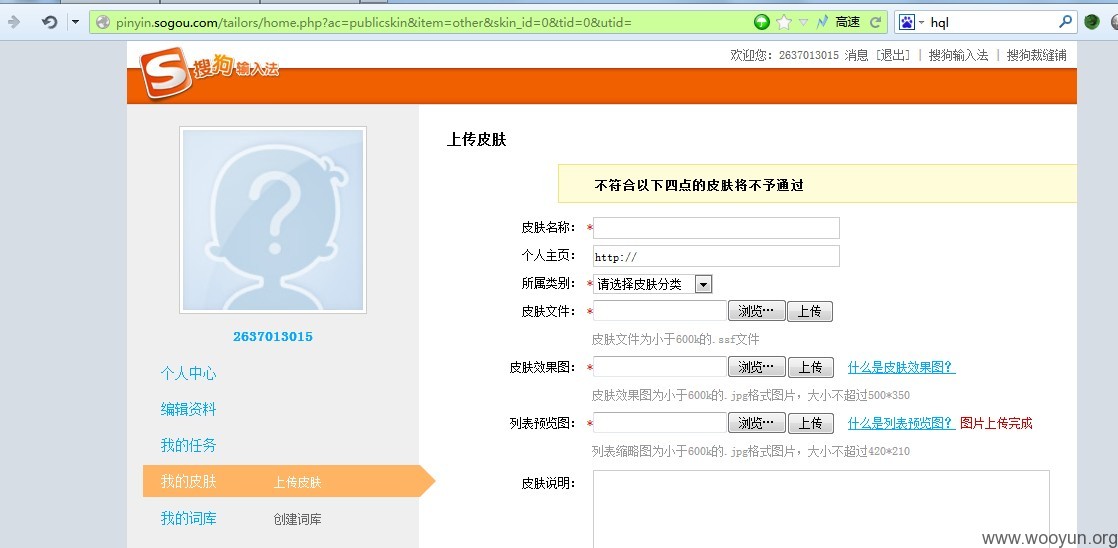 pinyin.sogou.com/tailors/home.php?ac=publicskin&item=other&skin_id=0&tid=0&utid=
高速
hql
S 搜狗输入法
欢迎您: 2637013015 消息 [退出] | 搜狗输入法 | 搜狗裁缝铺
上传皮肤
不符合以下四点的皮肤将不予通过
皮肤名称: *
个人主页: http://
所属类别: * 请选择皮肤分类
皮肤文件: * 浏览… 上传
皮肤文件为小于600k的.ssf文件
皮肤效果图: * 浏览… 上传 什么是皮肤效果图?
皮肤效果图为小于600k的.jpg格式图片, 大小不超过500*350
列表预览图: * 浏览… 上传 什么是列表预览图? 图片上传完成
列表缩略图为小于600k的.jpg格式图片, 大小不超过420*210
皮肤说明:
2637013015
个人中心
编辑资料
我的任务
我的皮肤 上传皮肤
我的词库 创建词库
www.wooyun.org